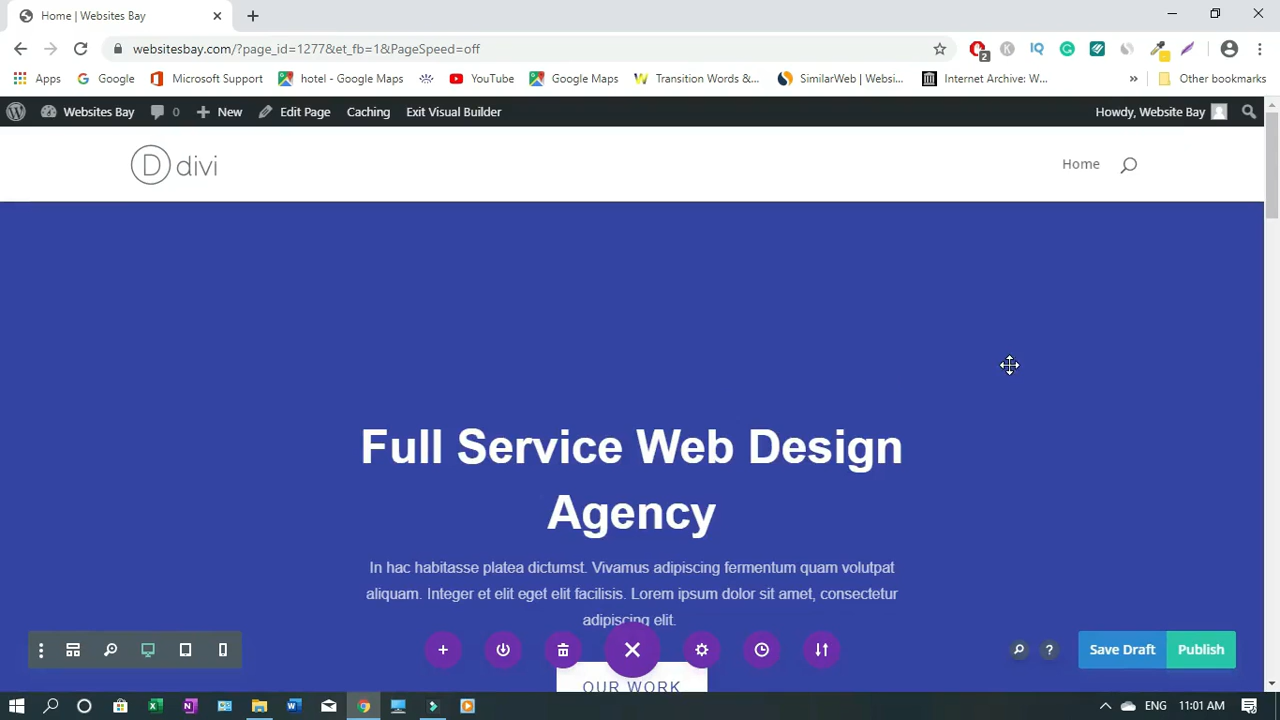 Home | Websites Bay
websitesbay.com/?page_id=1277&et_fb=1&PageSpeed=off
2
Apps Google Microsoft Support hotel - Google Maps YouTube Google Maps Transition Words &... SimilarWeb | Websi... Internet Archive: W... » Other bookmarks
Websites Bay 0 New Edit Page Caching Exit Visual Builder Howdy, Website Bay
D divi
Home
Full Service Web Design
Agency
In hac habitasse platea dictumst. Vivamus adipiscing fermentum quam volutpat
aliquam. Integer et elit eget elit facilisis. Lorem ipsum dolor sit amet, consectetur
adipiscing elit.
? Save Draft Publish
OUR WORK
ENG 11:01 AM